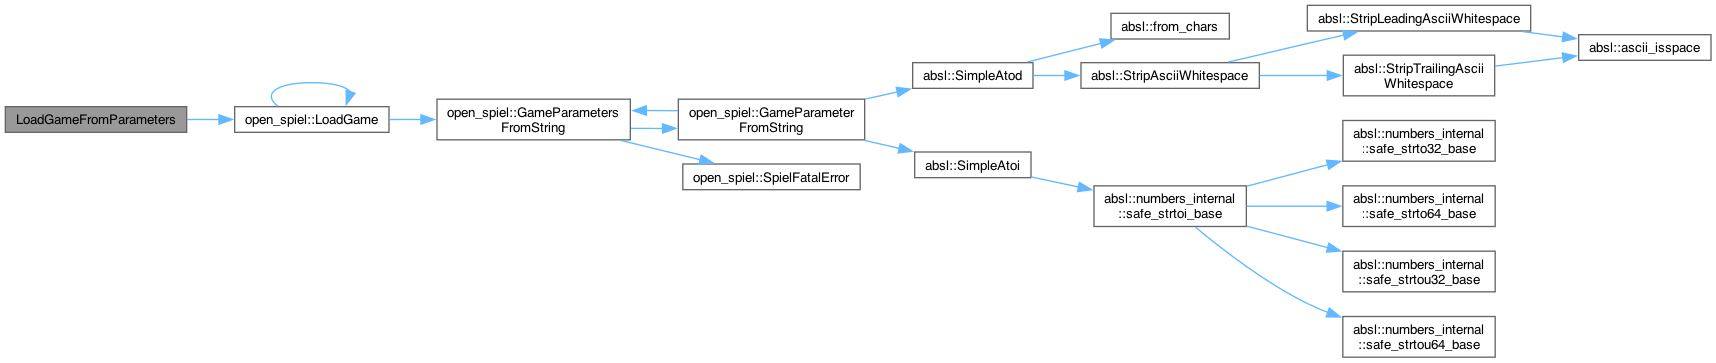 LoadGameFromParameters
open_spiel::LoadGame
open_spiel::GameParameters
FromString
open_spiel::GameParameter
FromString
open_spiel::SpielFatalError
absl::SimpleAtod
absl::SimpleAtoi
absl::from_chars
absl::StripAsciiWhitespace
absl::StripLeadingAsciiWhitespace
absl::StripTrailingAscii
Whitespace
absl::ascii_isspace
absl::numbers_internal
::safe_strtoi_base
absl::numbers_internal
::safe_strto32_base
absl::numbers_internal
::safe_strto64_base
absl::numbers_internal
::safe_strtou32_base
absl::numbers_internal
::safe_strtou64_base